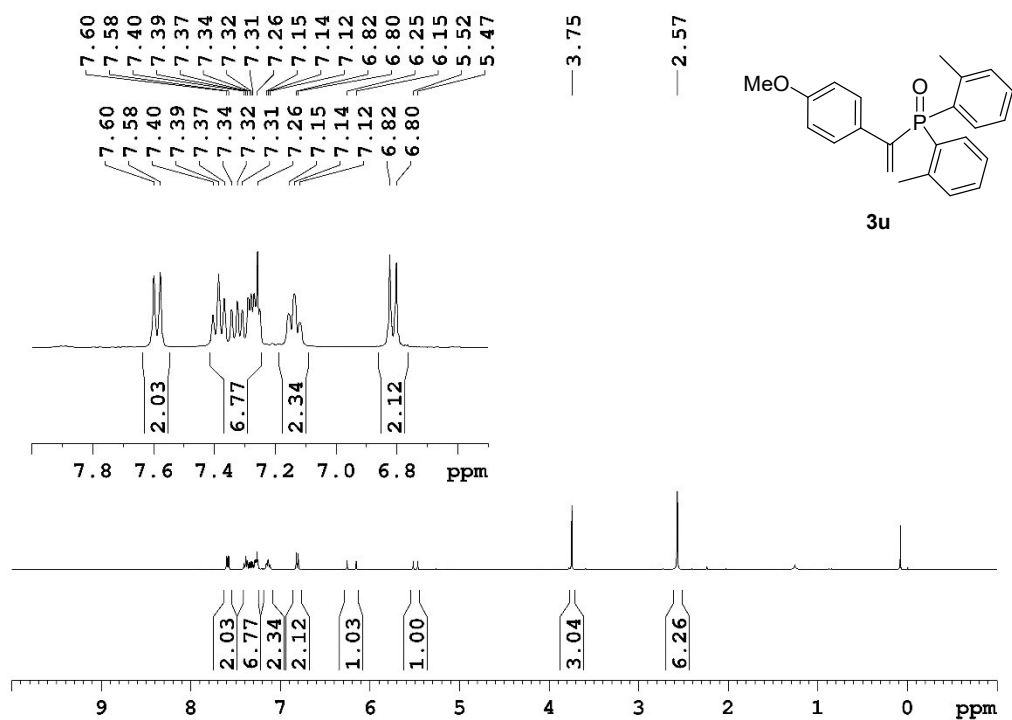 7.60 7.58 7.40 7.39 7.37 7.34 7.32 7.31 7.26 7.15 7.14 7.12 6.82 6.80 6.25 6.15 5.52 5.47 3.75 2.57
7.60 7.58 7.40 7.39 7.37 7.34 7.32 7.31 7.26 7.15 7.14 7.12 6.82 6.80
MeO
O
P
3u
2.03 6.77 2.34 2.12
7.8 7.6 7.4 7.2 7.0 6.8 ppm
2.03 6.77 2.34 2.12 1.03 1.00 3.04 6.26
9 8 7 6 5 4 3 2 1 0 ppm